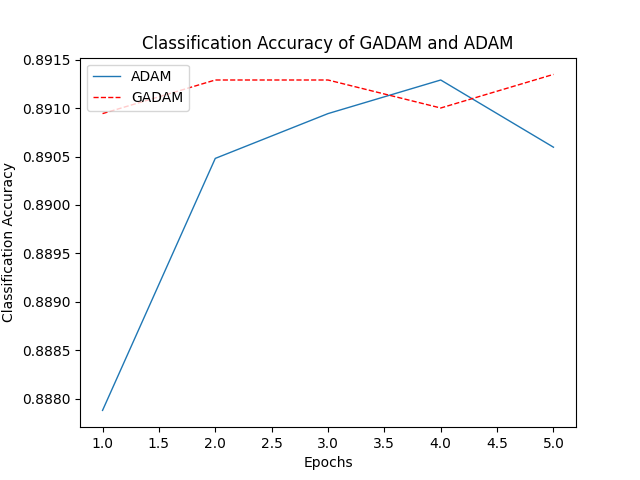 Classification Accuracy of GADAM and ADAM
ADAM
GADAM
Classification Accuracy
0.8915
0.8910
0.8905
0.8900
0.8895
0.8890
0.8885
0.8880
1.0 1.5 2.0 2.5 3.0 3.5 4.0 4.5 5.0
Epochs